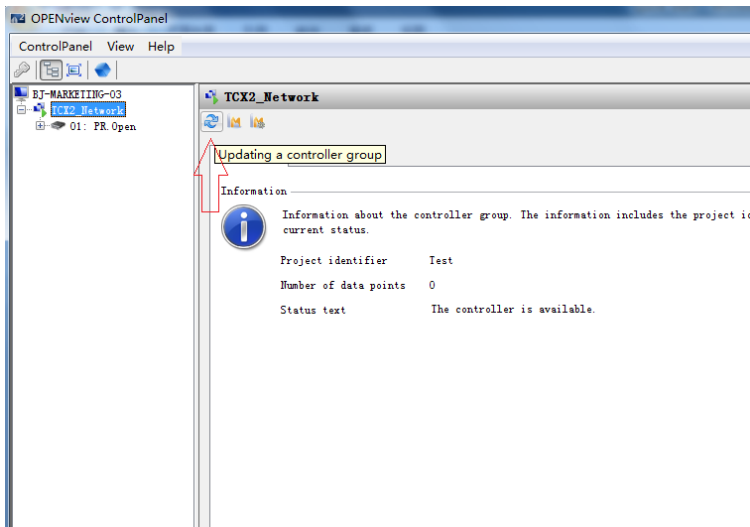 OPENview ControlPanel
ControlPanel View Help
BJ-MARKETING-03
TCX2_Network
01: PR.Open
TCX2_Network
Updating a controller group
Information
Information about the controller group. The information includes the project i
current status.
Project identifier Test
Number of data points 0
Status text The controller is available.